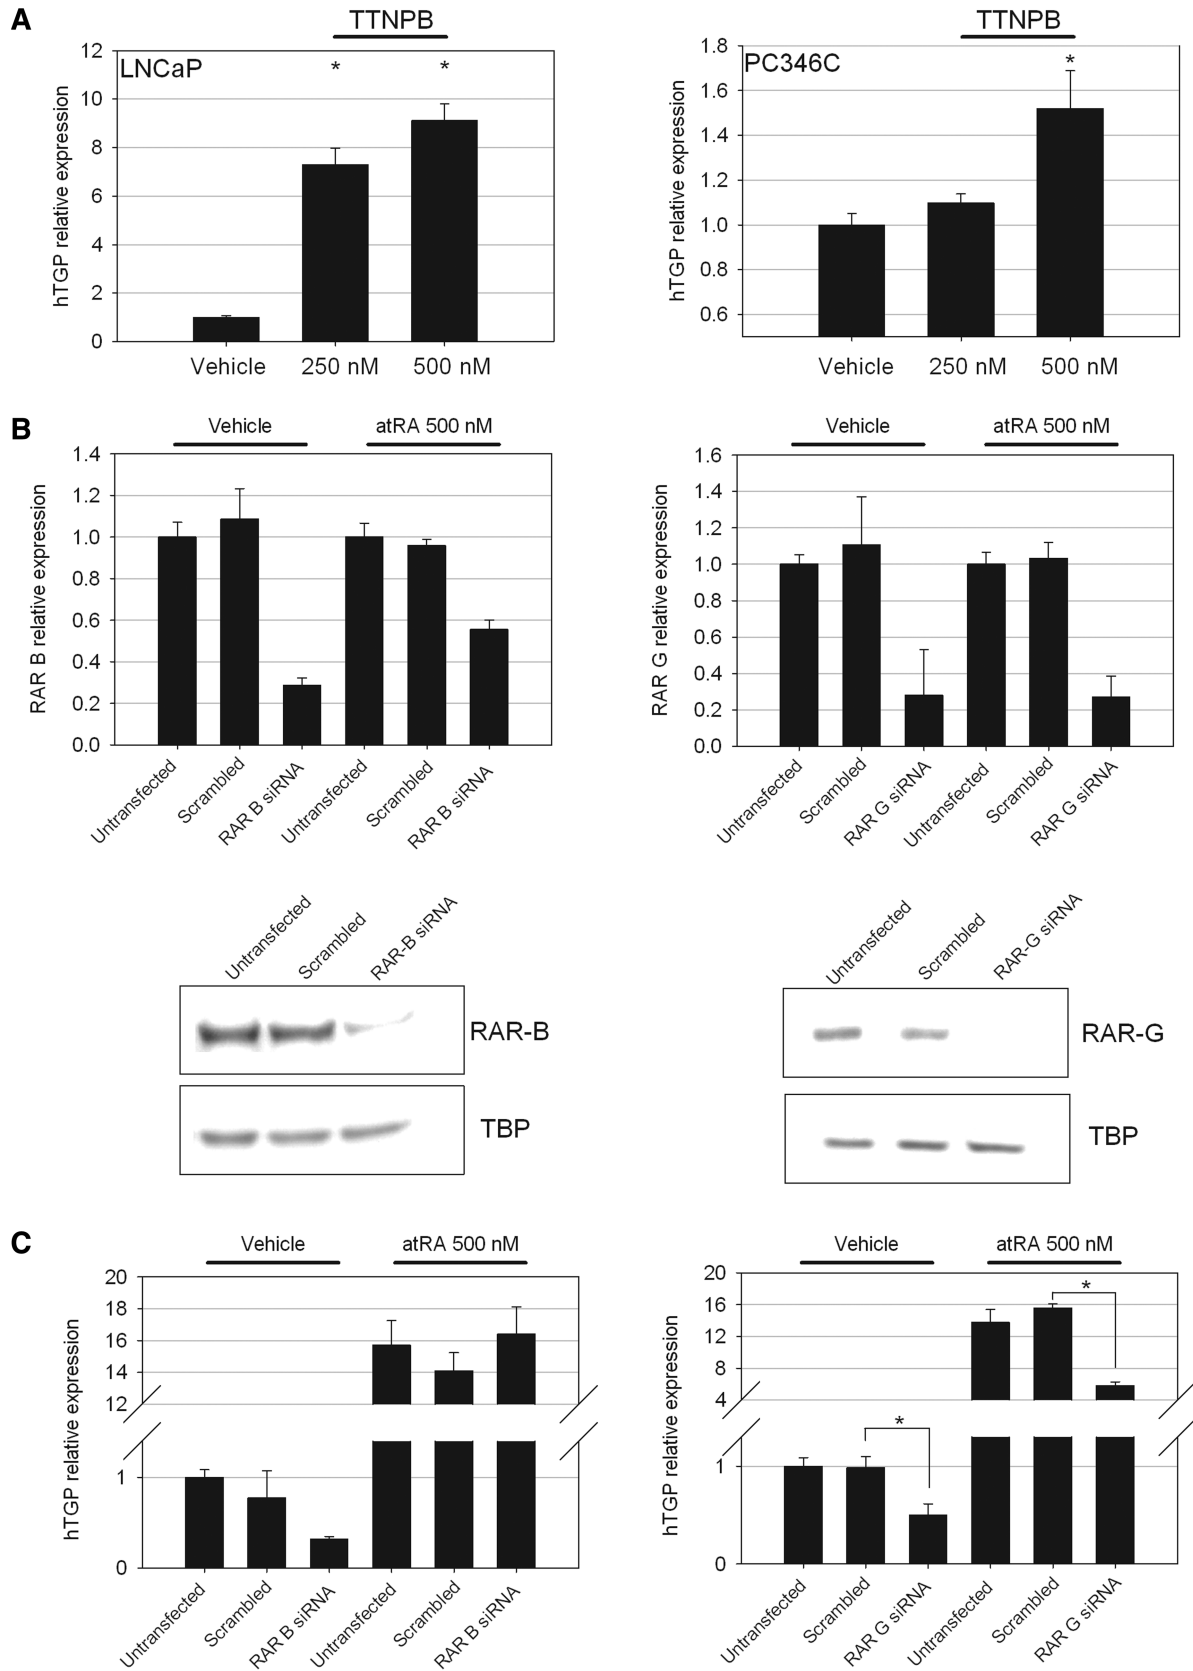 A
TTNPB
LNCaP
* *
hTGP relative expression
12
10
8
6
4
2
0
Vehicle 250 nM 500 nM
TTNPB
PC346C
*
hTGP relative expression
1.8
1.6
1.4
1.2
1.0
0.8
0.6
Vehicle 250 nM 500 nM
B
Vehicle atRA 500 nM
RAR B relative expression
1.4
1.2
1.0
0.8
0.6
0.4
0.2
0.0
Untransfected
Scrambled
RAR B siRNA
Untransfected
Scrambled
RAR B siRNA
Vehicle atRA 500 nM
RAR G relative expression
1.6
1.4
1.2
1.0
0.8
0.6
0.4
0.2
0.0
Untransfected
Scrambled
RAR G siRNA
Untransfected
Scrambled
RAR G siRNA
Untransfected
Scrambled
RAR-B siRNA
RAR-B
TBP
Untransfected
Scrambled
RAR-G siRNA
RAR-G
TBP
C
Vehicle atRA 500 nM
hTGP relative expression
20
18
16
14
12
1
0
Untransfected
Scrambled
RAR B siRNA
Untransfected
Scrambled
RAR B siRNA
Vehicle atRA 500 nM
*
*
hTGP relative expression
20
16
12
8
4
1
0
Untransfected
Scrambled
RAR G siRNA
Untransfected
Scrambled
RAR G siRNA